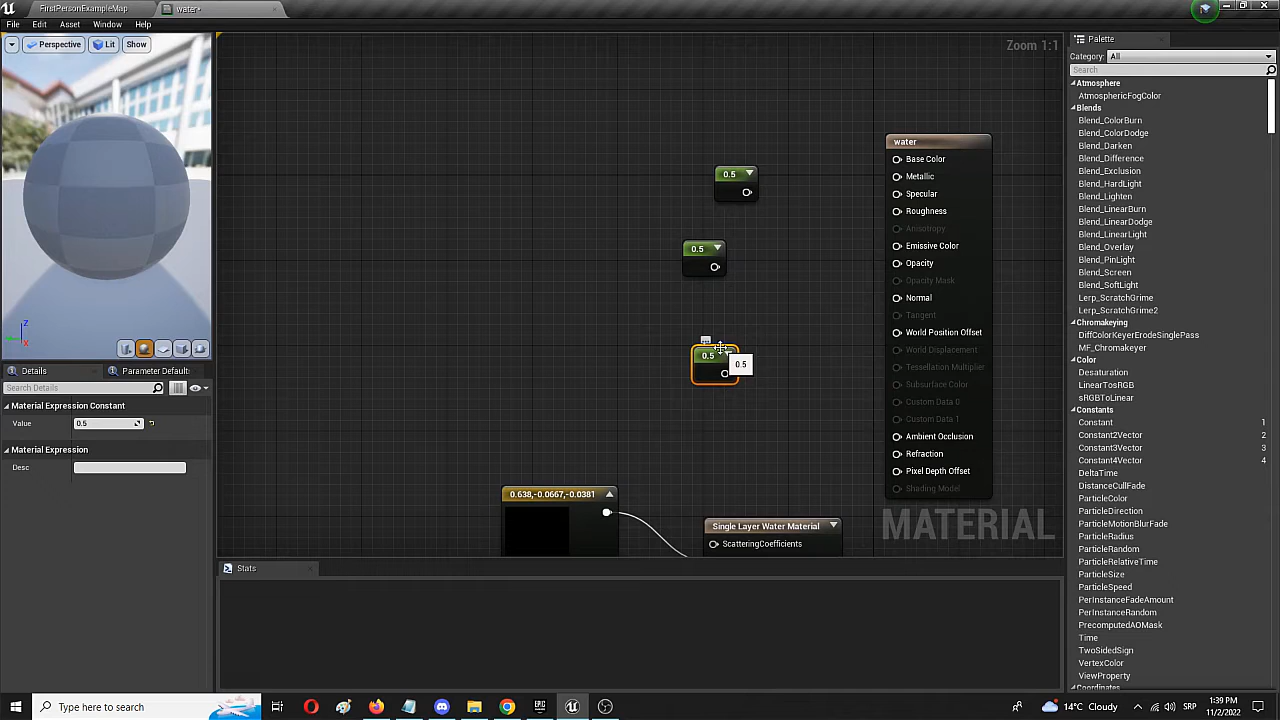 FirstPersonExampleMap
water*
File
Edit
Asset
Window
Help
Perspective
Lit
Show
Z
X
Details
Parameter Default
Search Details
Material Expression Constant
Value
0.5
Material Expression
Desc
Zoom 1:1
0.5
0.5
0.5
0.5
0.638,-0.0667,-0.0381
Single Layer Water Material
ScatteringCoefficients
water
Base Color
Metallic
Specular
Roughness
Anisotropy
Emissive Color
Opacity
Opacity Mask
Normal
Tangent
World Position Offset
World Displacement
Tessellation Multiplier
Subsurface Color
Custom Data 0
Custom Data 1
Ambient Occlusion
Refraction
Pixel Depth Offset
Shading Model
MATERIAL
Stats
Palette
Category: All
Search
Atmosphere
AtmosphericFogColor
Blends
Blend_ColorBurn
Blend_ColorDodge
Blend_Darken
Blend_Difference
Blend_Exclusion
Blend_HardLight
Blend_Lighten
Blend_LinearBurn
Blend_LinearDodge
Blend_LinearLight
Blend_Overlay
Blend_PinLight
Blend_Screen
Blend_SoftLight
Lerp_ScratchGrime
Lerp_ScratchGrime2
Chromakeying
DiffColorKeyerErodeSinglePass
MF_Chromakeyer
Color
Desaturation
LinearTosRGB
sRGBToLinear
Constants
Constant 1
Constant2Vector 2
Constant3Vector 3
Constant4Vector 4
DeltaTime
DistanceCullFade
ParticleColor
ParticleDirection
ParticleMotionBlurFade
ParticleRadius
ParticleRandom
ParticleRelativeTime
ParticleSize
ParticleSpeed
PerInstanceFadeAmount
PerInstanceRandom
PrecomputedAOMask
Time
TwoSidedSign
VertexColor
ViewProperty
Coordinates
Type here to search
14°C Cloudy
SRP
1:39 PM
11/2/2022